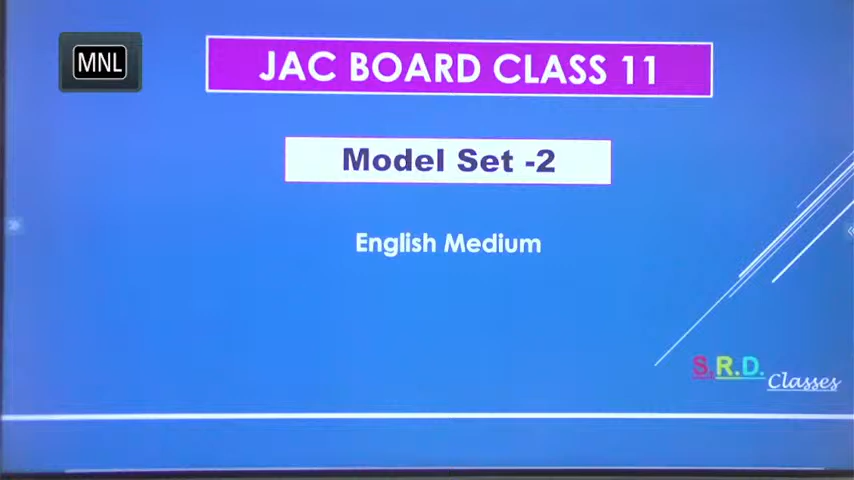 MNL
JAC BOARD CLASS 11
Model Set -2
English Medium
S.R.D.
Classes